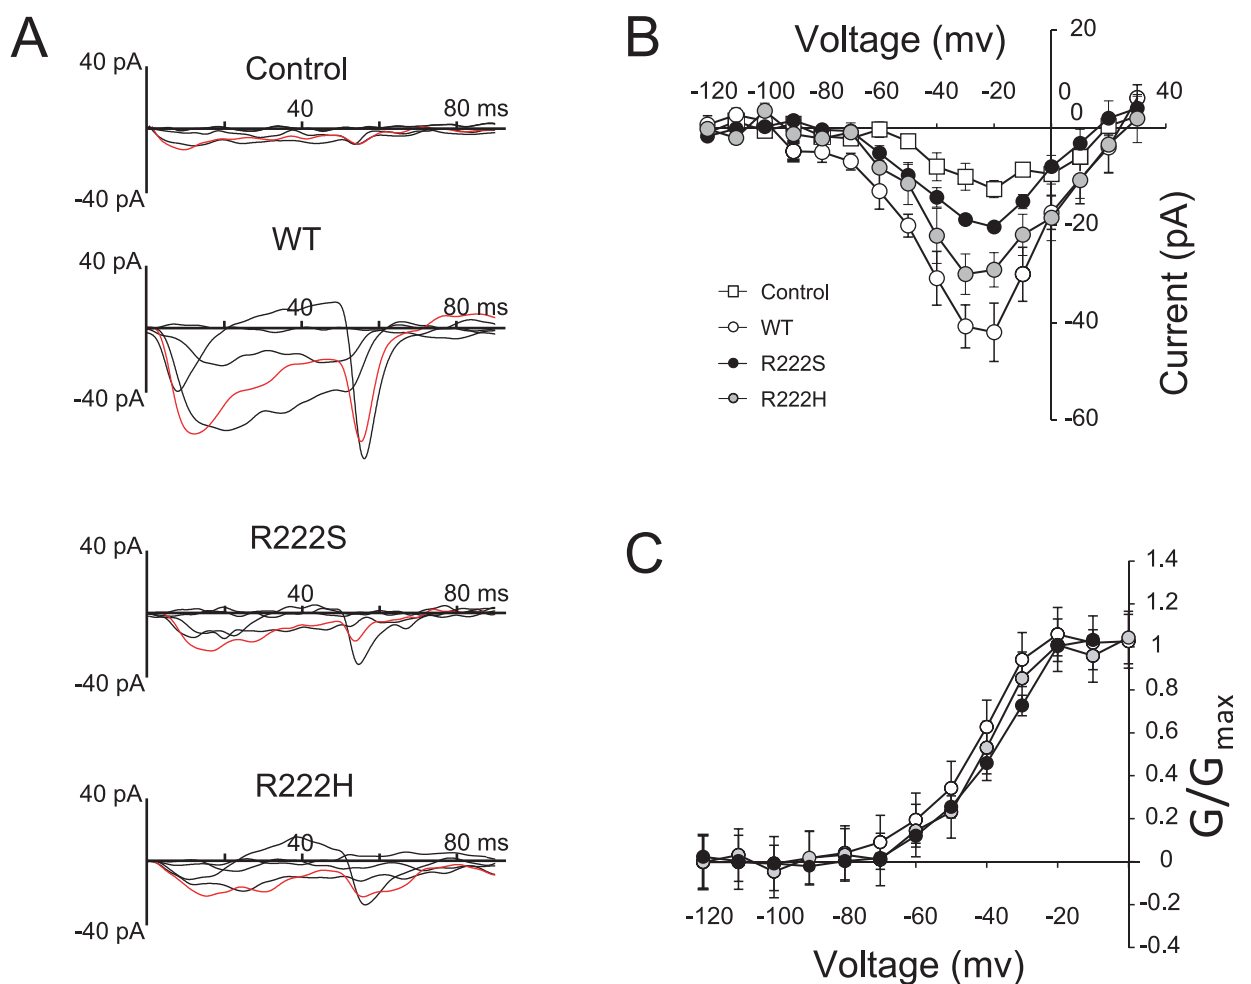 A
40 pA
Control
40
80 ms
-40 pA
WT
40 pA
40
80 ms
-40 pA
R222S
40 pA
40
80 ms
-40 pA
R222H
40 pA
40
80 ms
-40 pA
B
Voltage (mv)
20
-120
-100
-80
-60
-40
-20
0
40
0
-20
-40
-60
Current (pA)
Control
WT
R222S
R222H
C
1.4
1.2
1
0.8
0.6
0.4
0.2
0
-0.2
-0.4
G/Gmax
-120
-100
-80
-60
-40
-20
Voltage (mv)